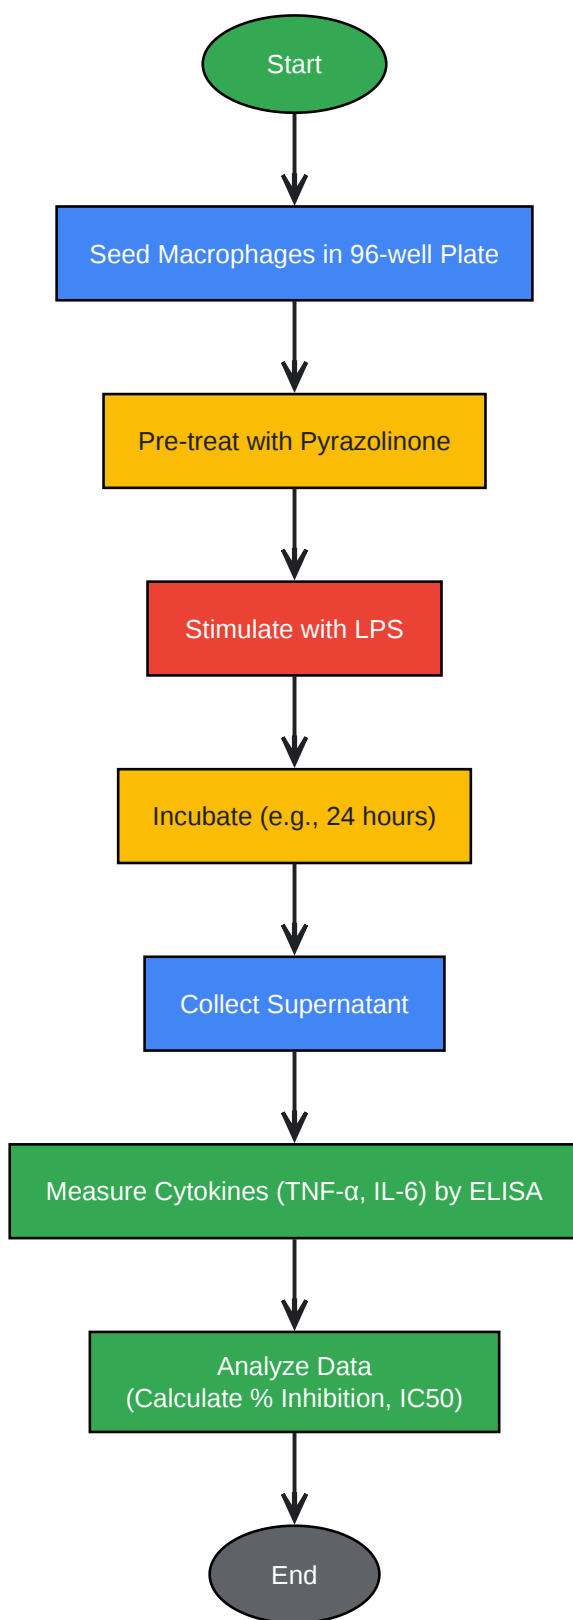 Start
Seed Macrophages in 96-well Plate
Pre-treat with Pyrazolinone
Stimulate with LPS
Incubate (e.g., 24 hours)
Collect Supernatant
Measure Cytokines (TNF-α, IL-6) by ELISA
Analyze Data
(Calculate % Inhibition, IC50)
End